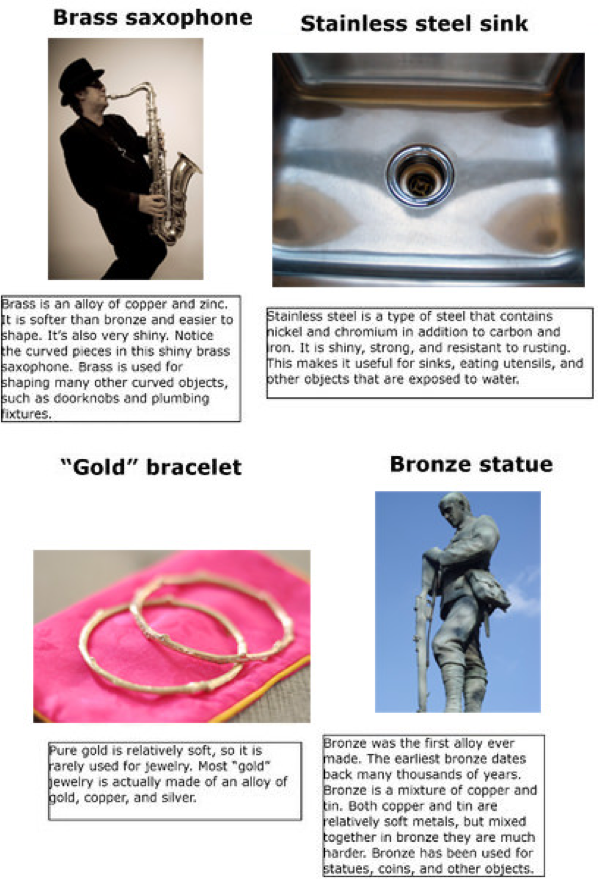 Brass saxophone
Stainless steel sink
Brass is an alloy of copper and zinc.
It is softer than bronze and easier to
shape. It's also very shiny. Notice
the curved pieces in this shiny brass
saxophone. Brass is used for
shaping many other curved objects,
such as doorknobs and plumbing
fixtures.
Stainless steel is a type of steel that contains
nickel and chromium in addition to carbon and
iron. It is shiny, strong, and resistant to rusting.
This makes it useful for sinks, eating utensils, and
other objects that are exposed to water.
“Gold” bracelet
Bronze statue
Pure gold is relatively soft, so it is
rarely used for jewelry. Most “gold”
jewelry is actually made of an alloy of
gold, copper, and silver.
Bronze was the first alloy ever
made. The earliest bronze dates
back many thousands of years.
Bronze is a mixture of copper and
tin. Both copper and tin are
relatively soft metals, but mixed
together in bronze they are much
harder. Bronze has been used for
statues, coins, and other objects.